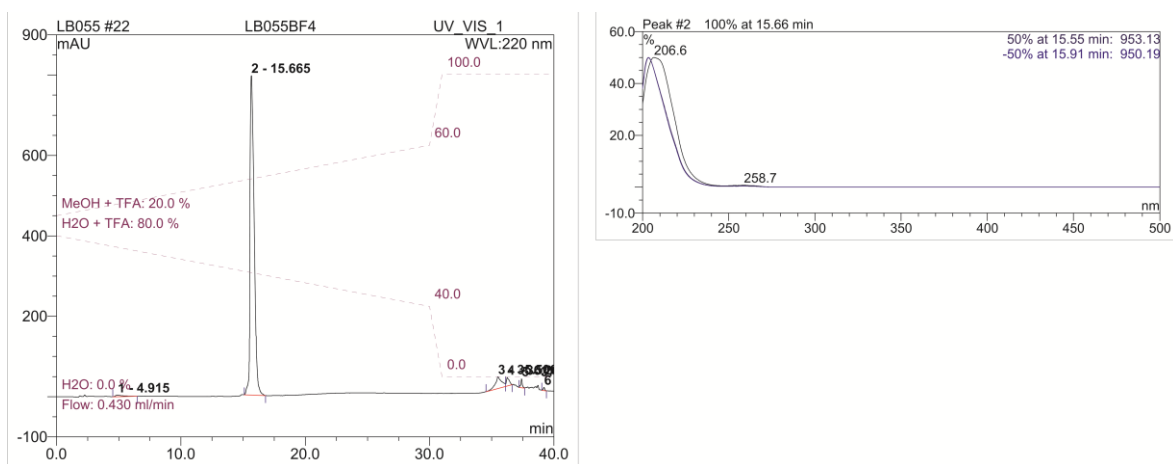 LB055 #22 LB055BF4 UV_VIS_1
900
mAU
WVL:220 nm
2 - 15.665
100.0
60.0
600
MeOH + TFA: 20.0 %
H2O + TFA: 80.0 %
400
40.0
200
0.0
H2O: 0.0 %
1 - 4.915
3
4
6
Flow: 0.430 ml/min
-100
min
0.0 10.0 20.0 30.0 40.0
Peak #2 100% at 15.66 min
60.0
%
50% at 15.55 min: 953.13
-50% at 15.91 min: 950.19
206.6
40.0
20.0
258.7
-10.0
nm
200 250 300 350 400 450 500